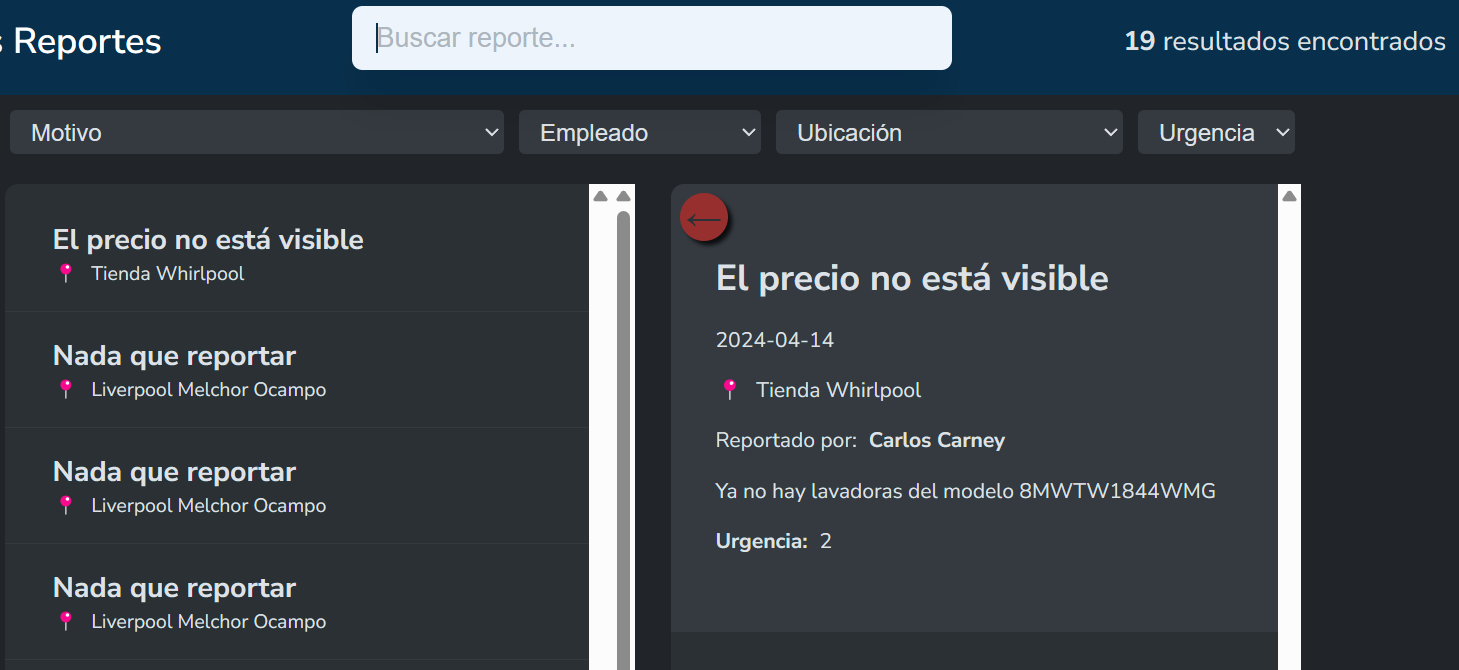 s Reportes
Buscar reporte...
19 resultados encontrados
Motivo
Empleado
Ubicación
Urgencia
El precio no está visible
Tienda Whirlpool
Nada que reportar
Liverpool Melchor Ocampo
Nada que reportar
Liverpool Melchor Ocampo
Nada que reportar
Liverpool Melchor Ocampo
El precio no está visible
2024-04-14
Tienda Whirlpool
Reportado por: Carlos Carney
Ya no hay lavadoras del modelo 8MWTW1844WMG
Urgencia: 2